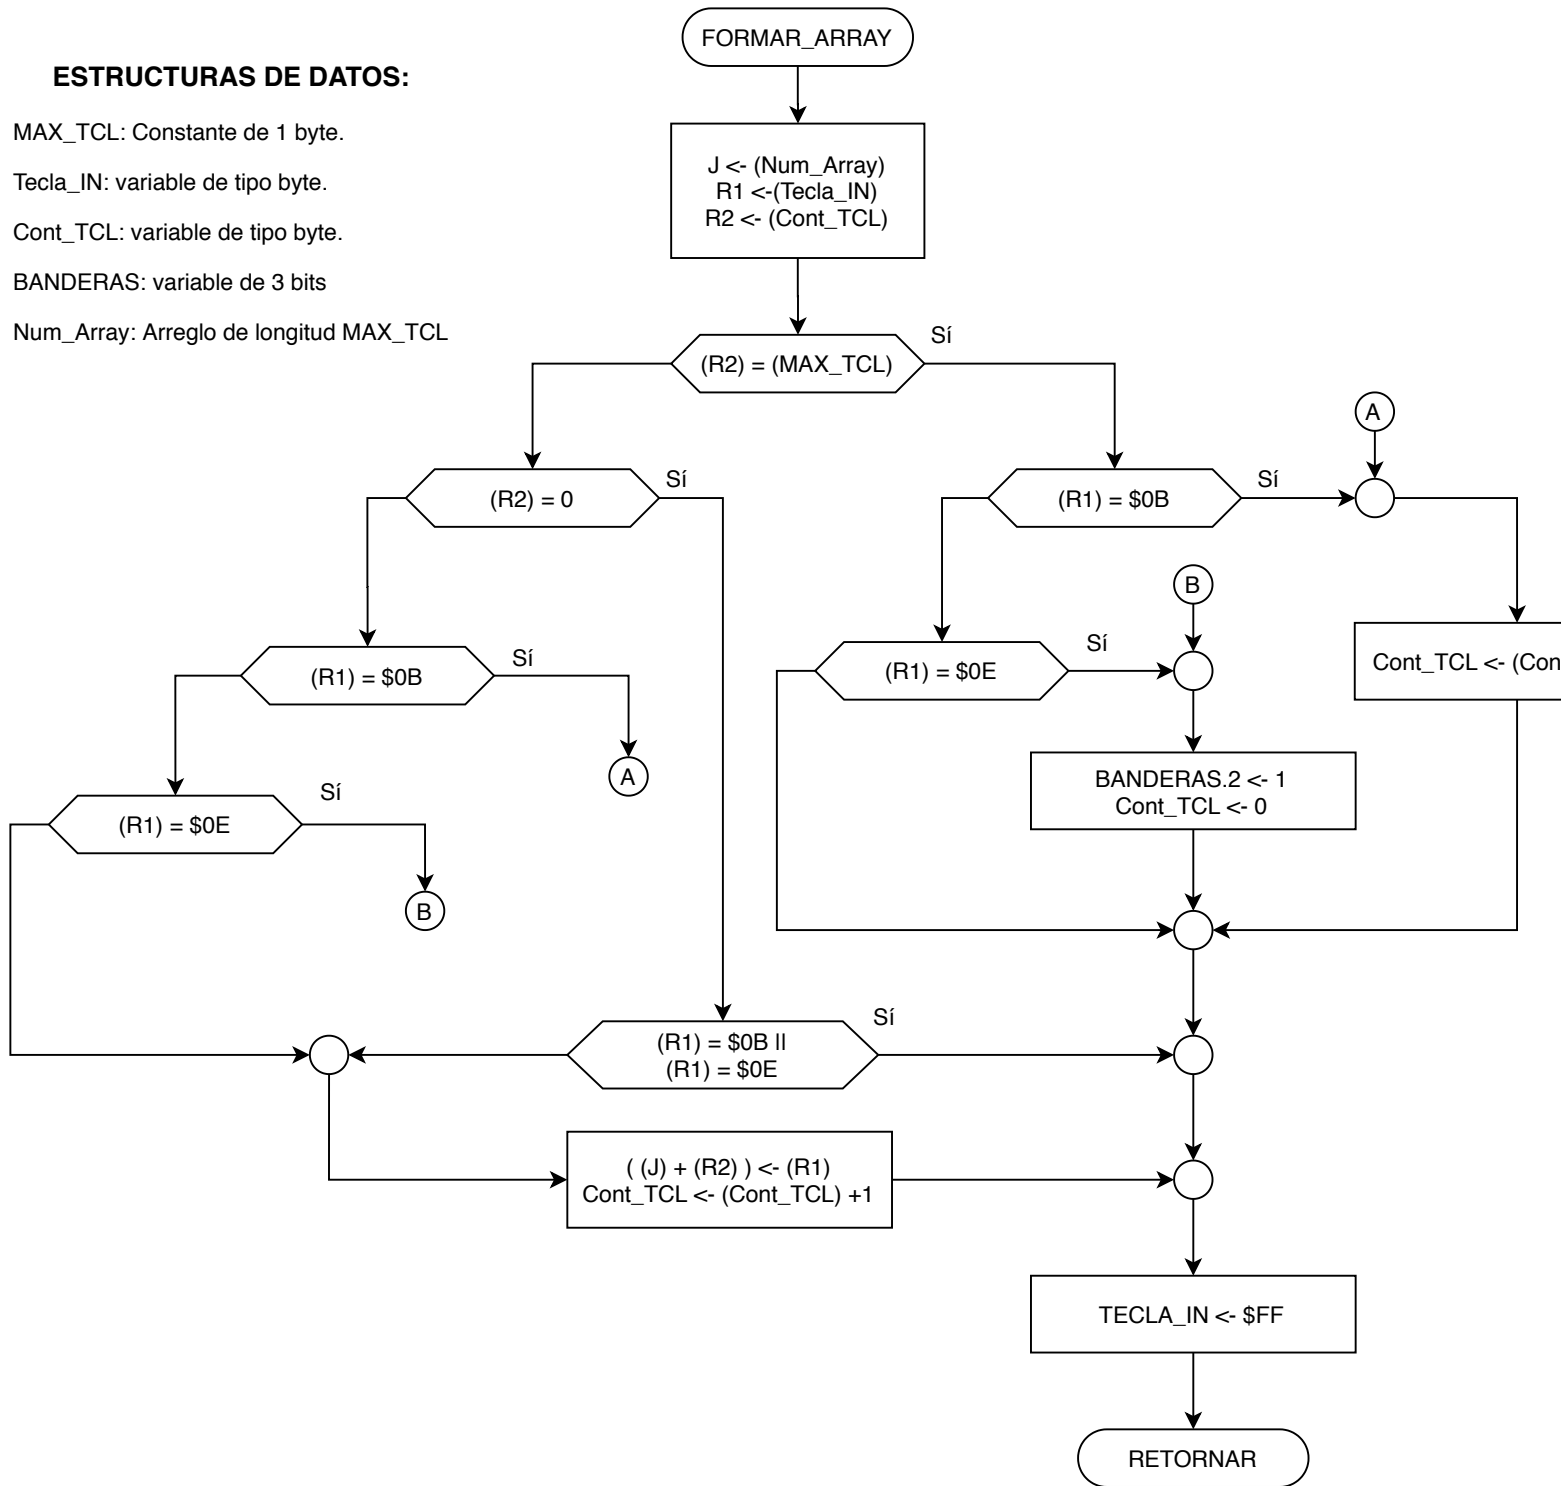 FORMAR_ARRAY
ESTRUCTURAS DE DATOS:
MAX_TCL: Constante de 1 byte.
Tecla_IN: variable de tipo byte.
Cont_TCL: variable de tipo byte.
BANDERAS: variable de 3 bits
Num_Array: Arreglo de longitud MAX_TCL
J <- (Num_Array)
R1 <-(Tecla_IN)
R2 <- (Cont_TCL)
Sí
(R2) = (MAX_TCL)
A
Sí
(R2) = 0
Sí
(R1) = $0B
B
Sí
(R1) = $0B
Sí
(R1) = $0E
Cont_TCL <-
A
BANDERAS.2 <- 1
Cont_TCL <- 0
Sí
(R1) = $0E
B
Sí
(R1) = $0B ||
(R1) = $0E
( (J) + (R2) ) <- (R1)
Cont_TCL <- (Cont_TCL) +1
TECLA_IN <- $FF
RETORNAR